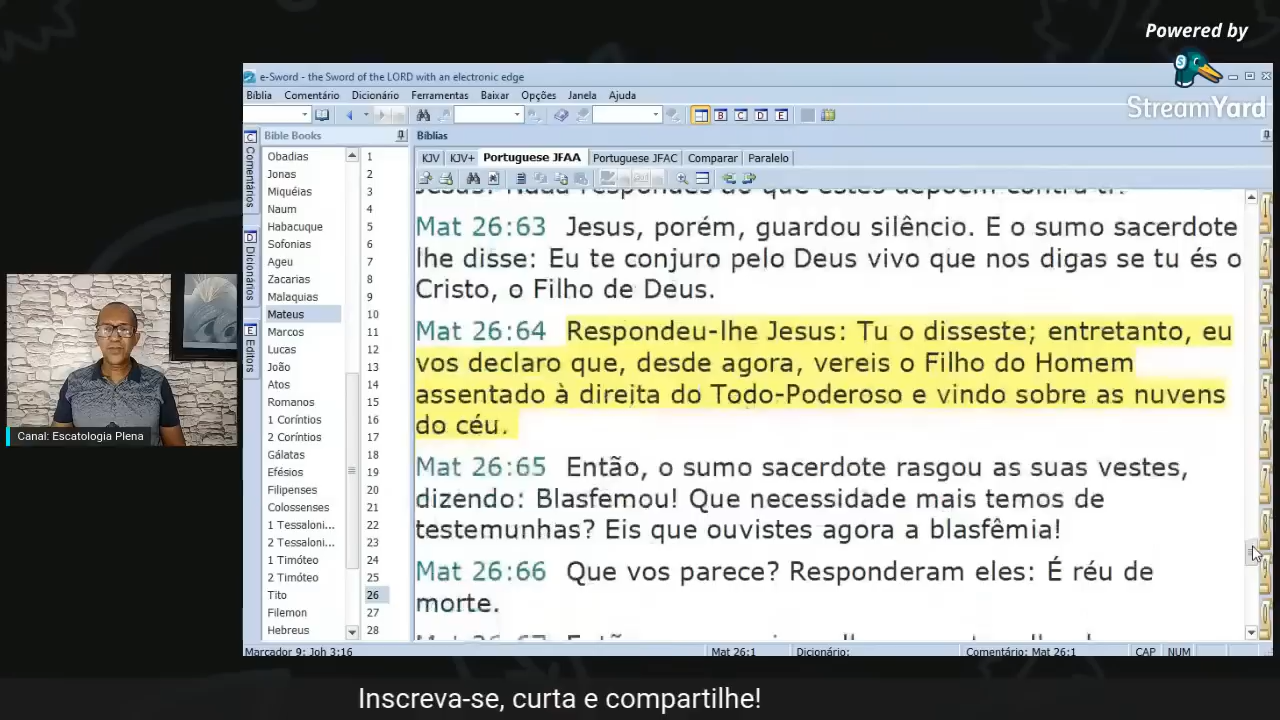 Powered by
StreamYard
e-Sword - the Sword of the LORD with an electronic edge
Bíblia Comentário Dicionário Ferramentas Baixar Opções Janela Ajuda
Bible Books
Bíblias
KJV KJV+ Portuguese JFAA Portuguese JFAC Comparar Paralelo
Comentários
Dicionários
Editors
Obadias
Jonas
Miquéias
Naum
Habacuque
Sofonias
Ageu
Zacarias
Malaquias
Mateus
Marcos
Lucas
João
Atos
Romanos
1 Coríntios
2 Coríntios
Gálatas
Efésios
Filipenses
Colossenses
1 Tessaloni...
2 Tessaloni...
1 Timóteo
2 Timóteo
Tito
Filemon
Hebreus
1
2
3
4
5
6
7
8
9
10
11
12
13
14
15
16
17
18
19
20
21
22
23
24
25
26
27
28
Mat 26:63 Jesus, porém, guardou silêncio. E o sumo sacerdote
lhe disse: Eu te conjuro pelo Deus vivo que nos digas se tu és o
Cristo, o Filho de Deus.
Mat 26:64 Respondeu-lhe Jesus: Tu o disseste; entretanto, eu
vos declaro que, desde agora, vereis o Filho do Homem
assentado à direita do Todo-Poderoso e vindo sobre as nuvens
do céu.
Mat 26:65 Então, o sumo sacerdote rasgou as suas vestes,
dizendo: Blasfemou! Que necessidade mais temos de
testemunhas? Eis que ouvistes agora a blasfêmia!
Mat 26:66 Que vos parece? Responderam eles: É réu de
morte.
Marcador 9: Joh 3:16 Mat 26:1 Dicionário: Comentário: Mat 26:1 CAP NUM
Canal: Escatologia Plena
Inscreva-se, curta e compartilhe!